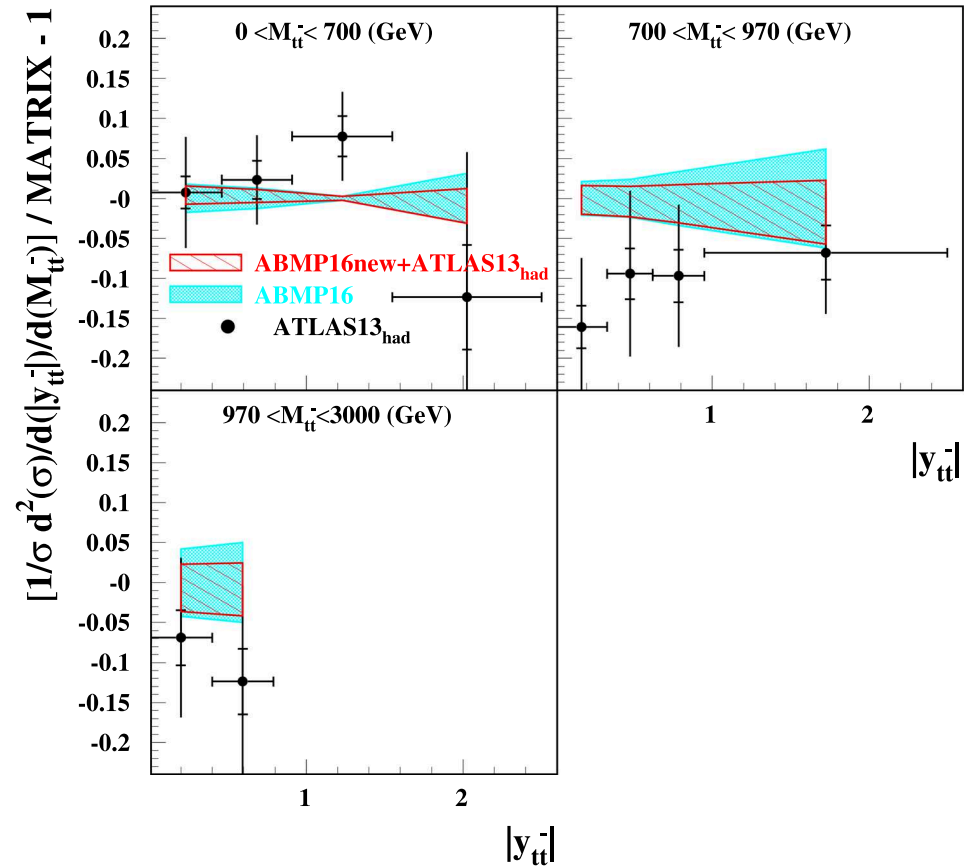 [1/σ d²(σ)/d(|y_tt̄|)/d(M_tt̄)] / MATRIX - 1
0 <M_tt̄< 700 (GeV)
700 <M_tt̄< 970 (GeV)
0.2
0.15
0.1
0.05
-0
-0.05
-0.1
-0.15
-0.2
ABMP16new+ATLAS13_had
ABMP16
ATLAS13_had
1
2
|y_tt̄|
970 <M_tt̄<3000 (GeV)
0.2
0.15
0.1
0.05
-0
-0.05
-0.1
-0.15
-0.2
1
2
|y_tt̄|